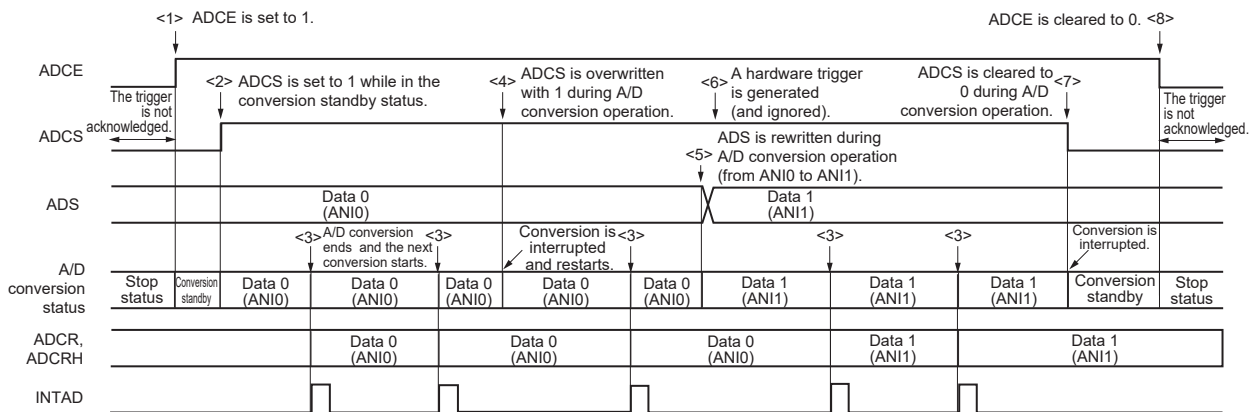 <1> ADCE is set to 1.
ADCE is cleared to 0. <8>
ADCE
The trigger
is not
acknowledged.
<2> ADCS is set to 1 while in the
conversion standby status.
<4> ADCS is overwritten
with 1 during A/D
conversion operation.
<6> A hardware trigger
is generated
(and ignored).
ADCS is cleared to <7>
0 during A/D
conversion operation.
The trigger
is not
acknowledged.
ADCS
<5> ADS is rewritten during
A/D conversion operation
(from ANI0 to ANI1).
ADS
Data 0
(ANI0)
Data 1
(ANI1)
<3> A/D conversion
ends and the next
conversion starts.
<3>
Conversion is
interrupted
and restarts.
<3>
<3>
<3>
Conversion is
interrupted.
A/D
conversion
status
Stop
status
Conversion
standby
Data 0
(ANI0)
Data 0
(ANI0)
Data 0
(ANI0)
Data 0
(ANI0)
Data 0
(ANI0)
Data 1
(ANI1)
Data 1
(ANI1)
Data 1
(ANI1)
Conversion
standby
Stop
status
ADCR,
ADCRH
Data 0
(ANI0)
Data 0
(ANI0)
Data 0
(ANI0)
Data 1
(ANI1)
Data 1
(ANI1)
INTAD